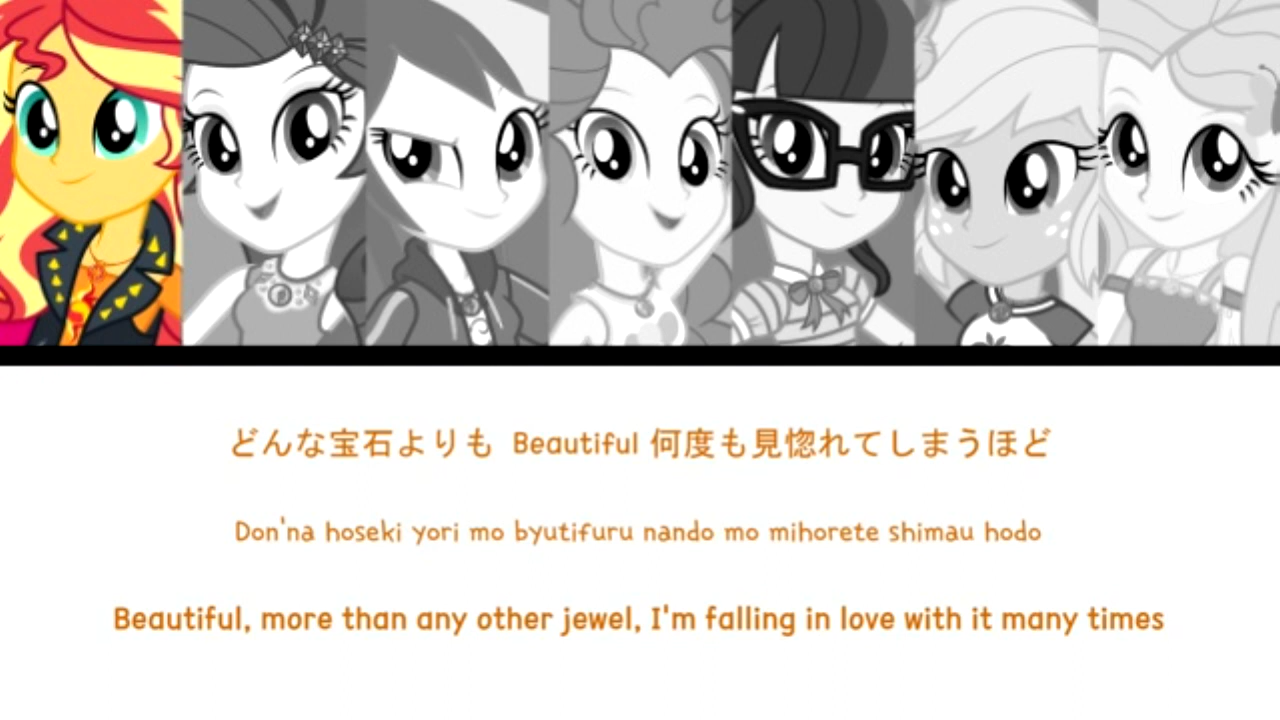 どんな宝石よりも Beautiful 何度も見惚れてしまうほど
Don'na hoseki yori mo byutifuru nando mo mihorete shimau hodo
Beautiful, more than any other jewel, I'm falling in love with it many times